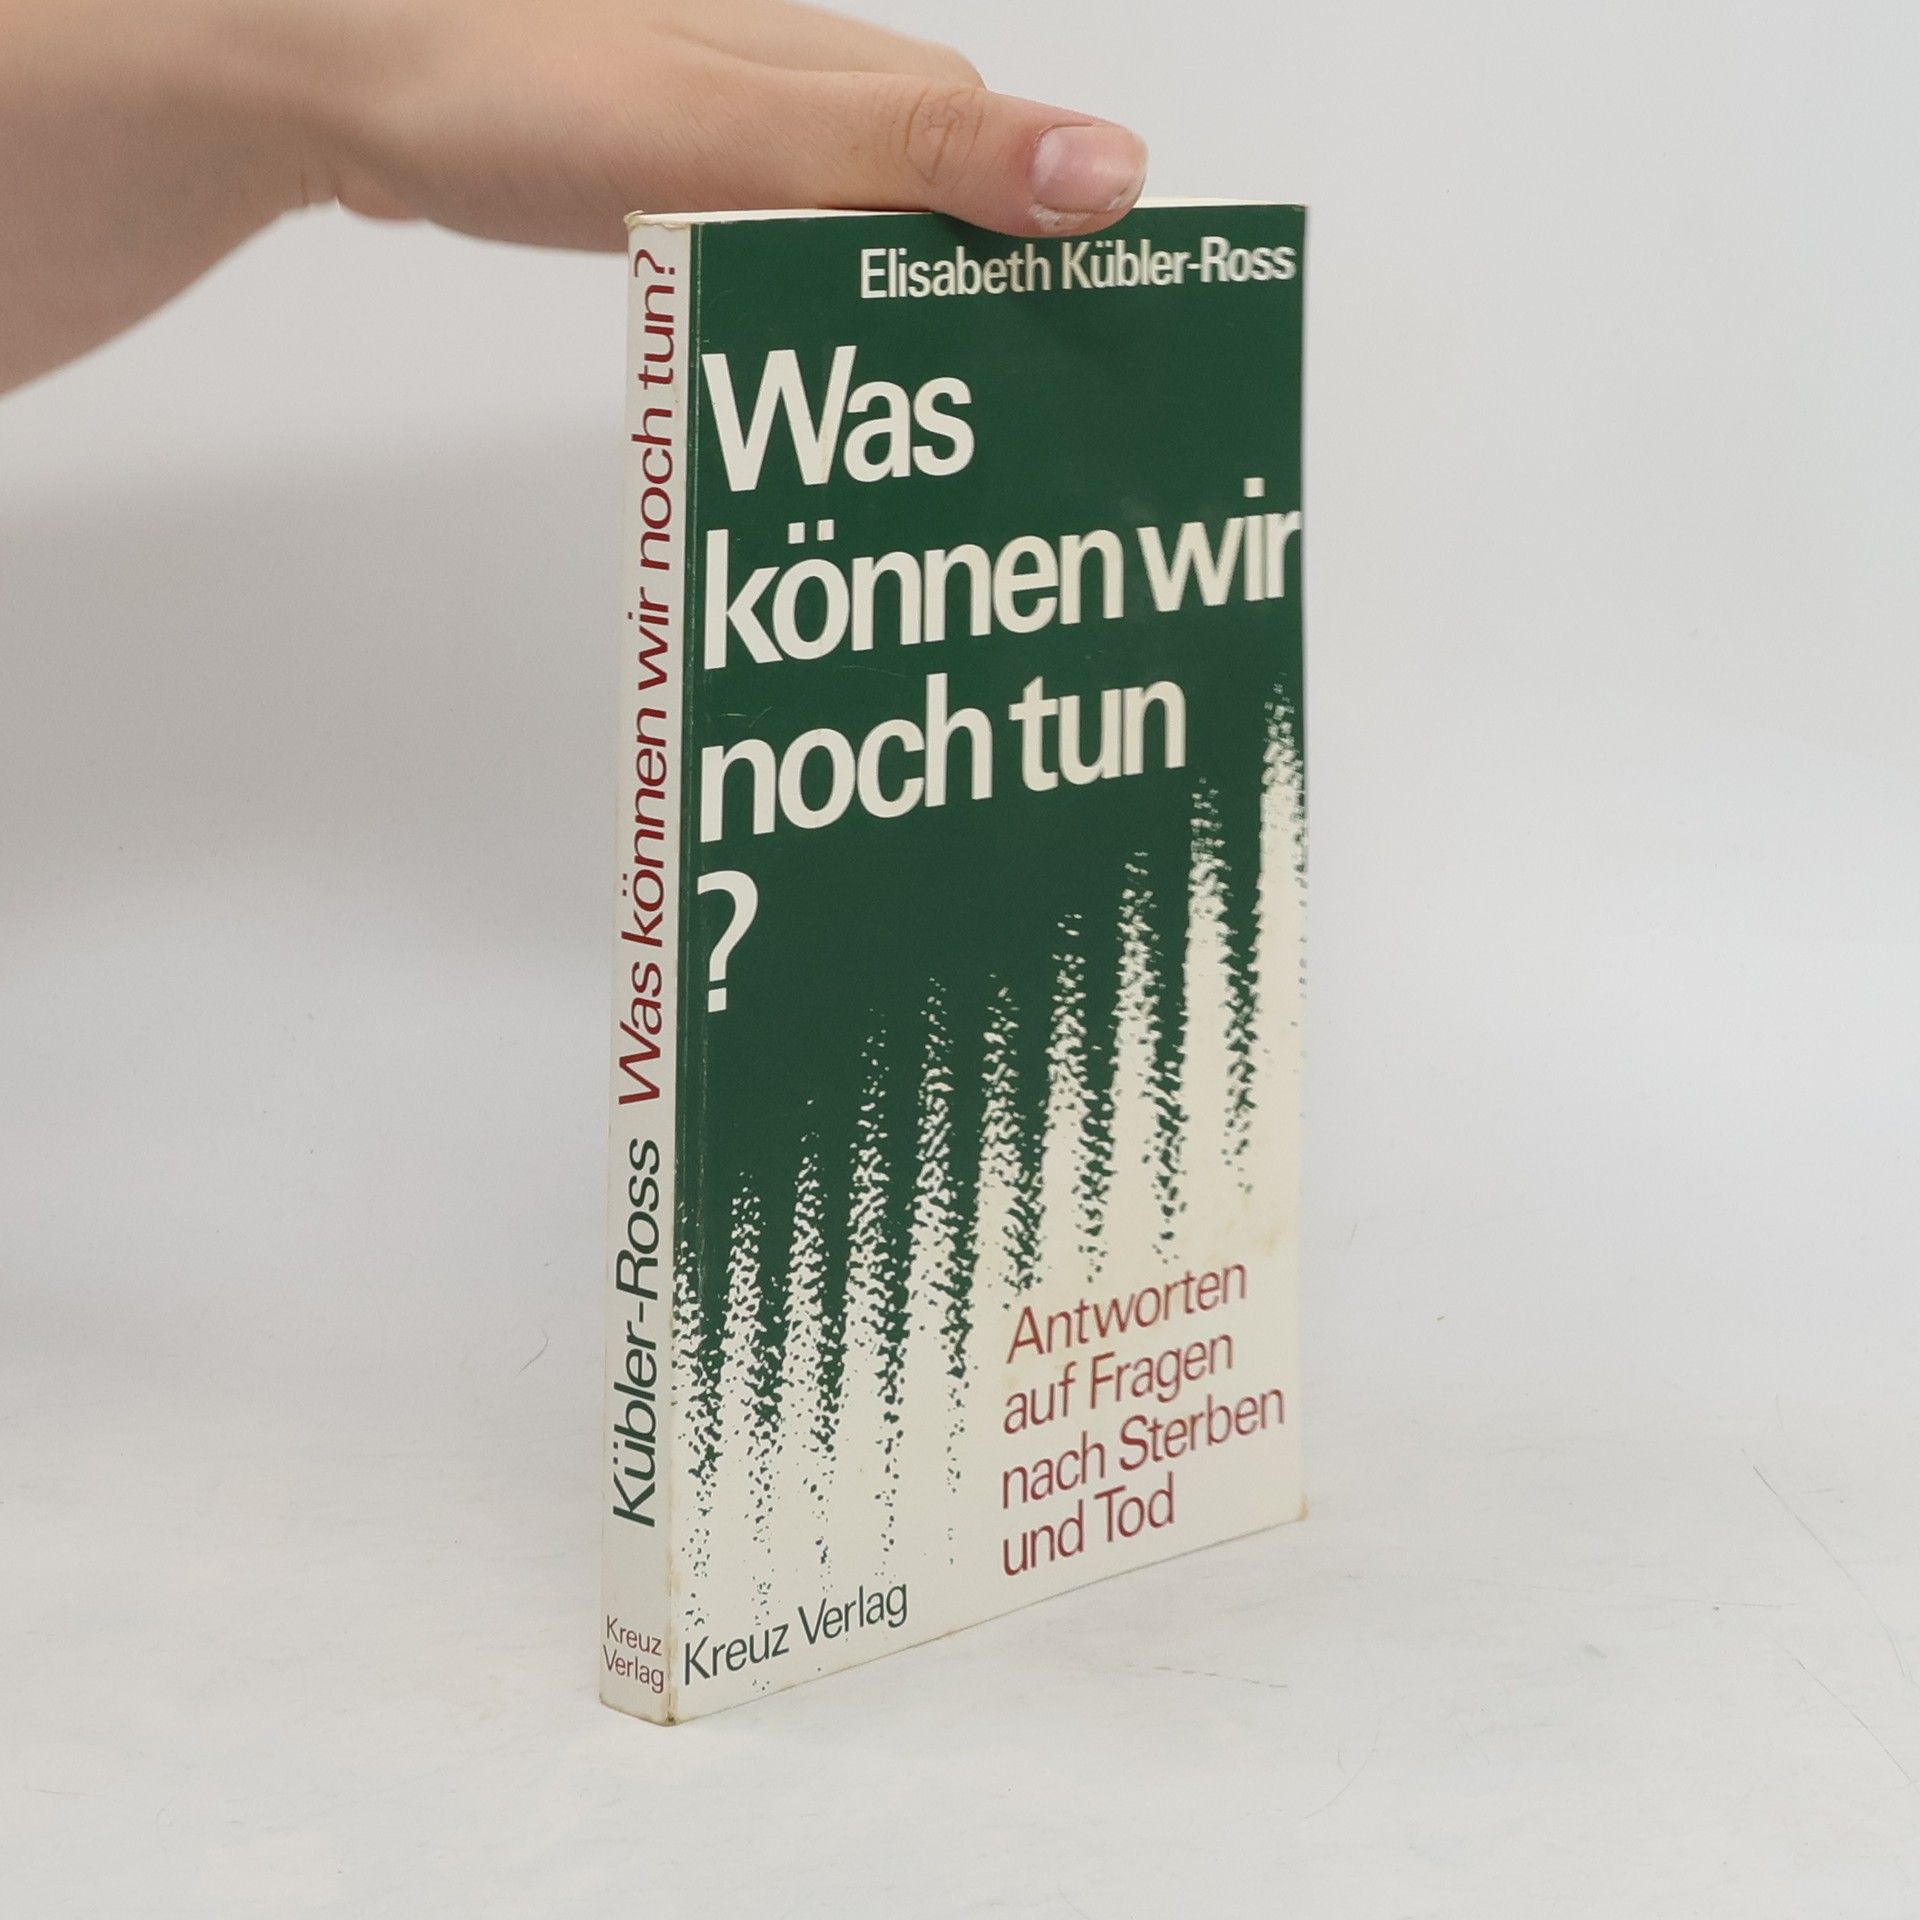 Elisabeth Kübler-Ross
Was
können wir
noch tun
?
Antworten
auf Fragen
nach Sterben
und Tod
Kreuz Verlag
Kübler-Ross Was können wir noch tun?
Kreuz
Verlag